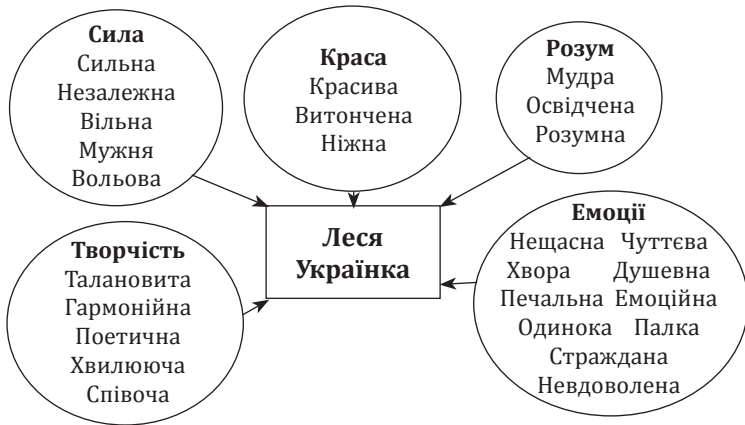 Сила
Сильна
Незалежна
Вільна
Мужня
Вольова
Краса
Красива
Витончена
Ніжна
Розум
Мудра
Освідчена
Розумна
Леся
Українка
Творчість
Талановита
Гармонійна
Поетична
Хвилююча
Співоча
Емоції
Нещасна Чуттєва
Хвора Душевна
Печальна Емоційна
Одинока Палка
Страждана
Невдоволена